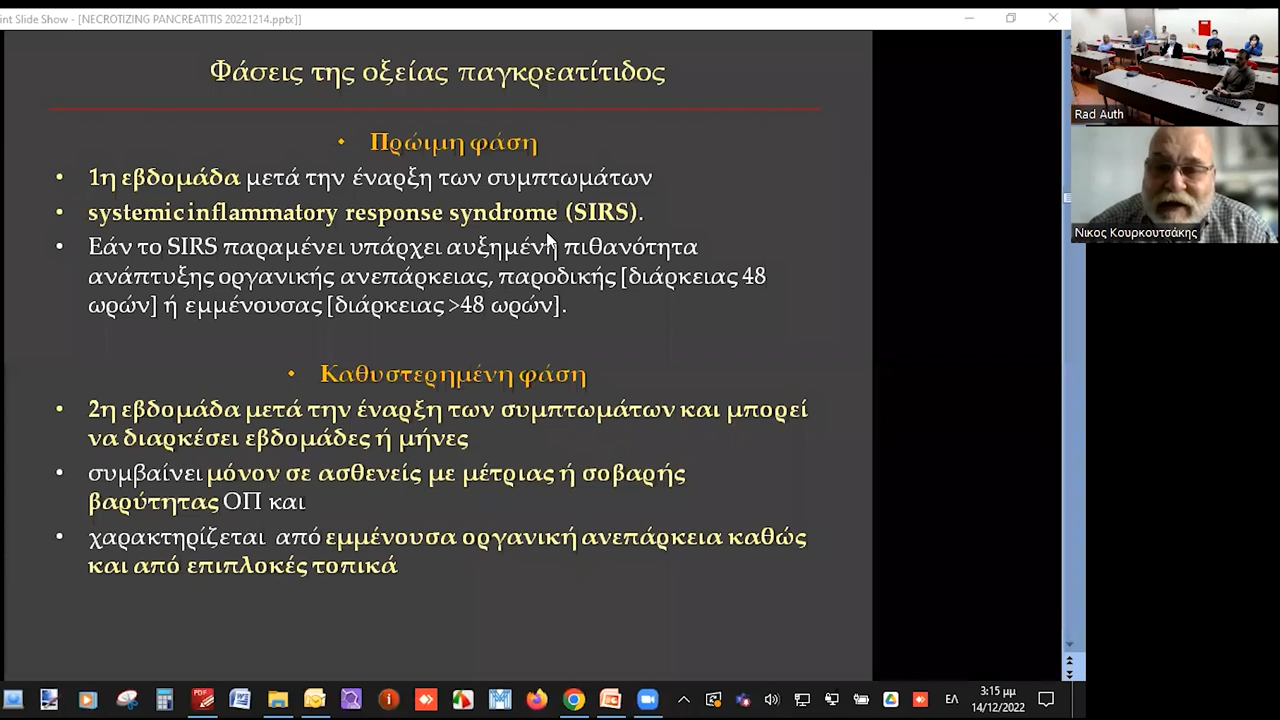 int Slide Show - [NECROTIZING PANCREATITIS 20221214.pptx]]
Φάσεις της οξείας παγκρεατίτιδος
• Πρώιμη φάση
• 1η εβδομάδα μετά την έναρξη των συμπτωμάτων
• systemic inflammatory response syndrome (SIRS).
• Εάν το SIRS παραμένει υπάρχει αυξημένη πιθανότητα
ανάπτυξης οργανικής ανεπάρκειας, παροδικής [διάρκειας 48
ωρών] ή εμμένουσας [διάρκειας >48 ωρών].
• Καθυστερημένη φάση
• 2η εβδομάδα μετά την έναρξη των συμπτωμάτων και μπορεί
να διαρκέσει εβδομάδες ή μήνες
• συμβαίνει μόνον σε ασθενείς με μέτριας ή σοβαρής
βαρύτητας ΟΠ και
• χαρακτηρίζεται από εμμένουσα οργανική ανεπάρκεια καθώς
και από επιπλοκές τοπικά
Rad Auth
Νικος Κουρκουτσάκης
PDF
ΕΛ
3:15 μμ
14/12/2022